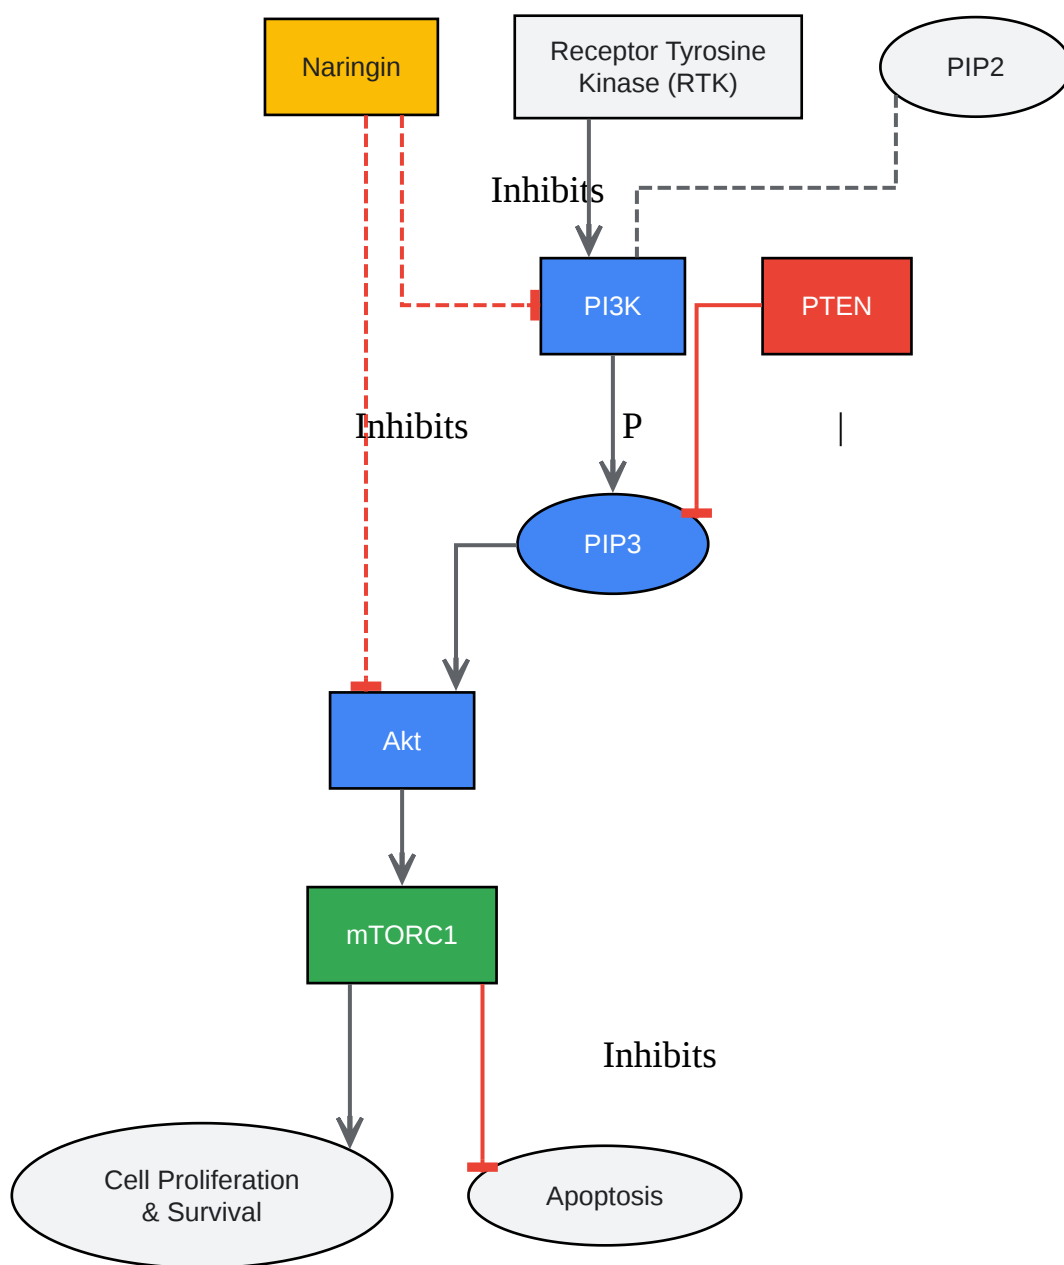 Naringin
Receptor Tyrosine
Kinase (RTK)
PIP2
Inhibits
PI3K
PTEN
Inhibits
P
|
PIP3
Akt
mTORC1
Inhibits
Cell Proliferation
& Survival
Apoptosis